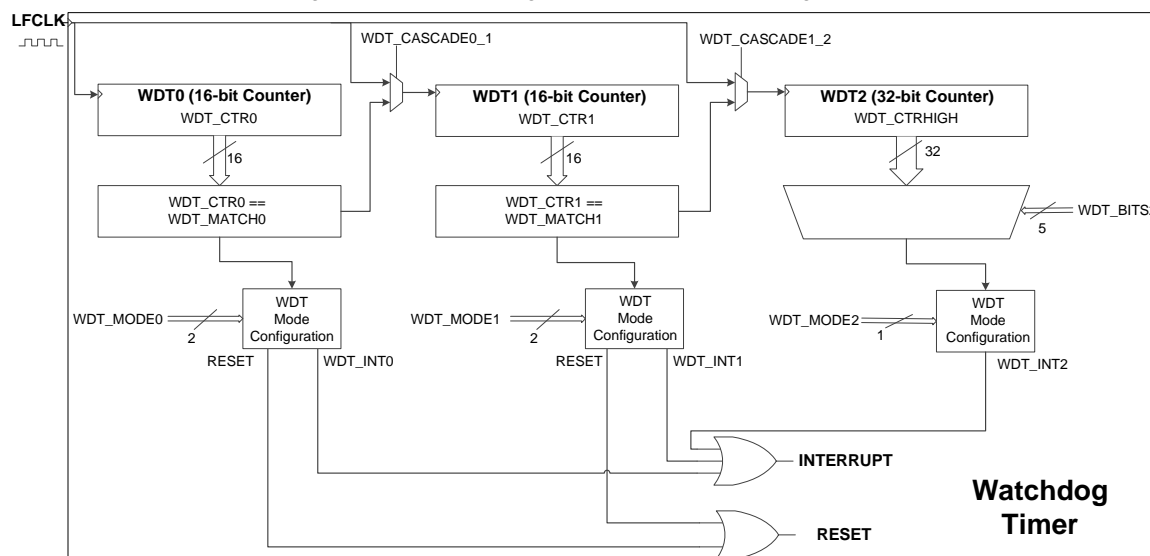 LFCLK
WDT_CASCADE0_1
WDT_CASCADE1_2
WDT0 (16-bit Counter)
WDT_CTR0
WDT1 (16-bit Counter)
WDT_CTR1
WDT2 (32-bit Counter)
WDT_CTRHIGH
16
16
32
WDT_CTR0 ==
WDT_MATCH0
WDT_CTR1 ==
WDT_MATCH1
WDT_BITS2
5
WDT_MODE0
2
WDT
Mode
Configuration
WDT_MODE1
2
WDT
Mode
Configuration
WDT_MODE2
1
WDT
Mode
Configuration
RESET
WDT_INT0
RESET
WDT_INT1
WDT_INT2
INTERRUPT
RESET
Watchdog
Timer